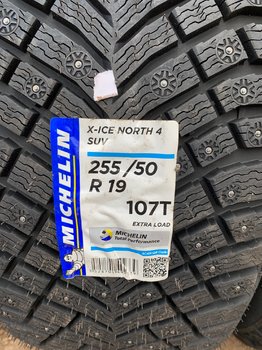 X-ICE NORTH 4
SUV
MICHELIN
255 /50
R 19
107T
EXTRA LOAD
MICHELIN
Total Performance